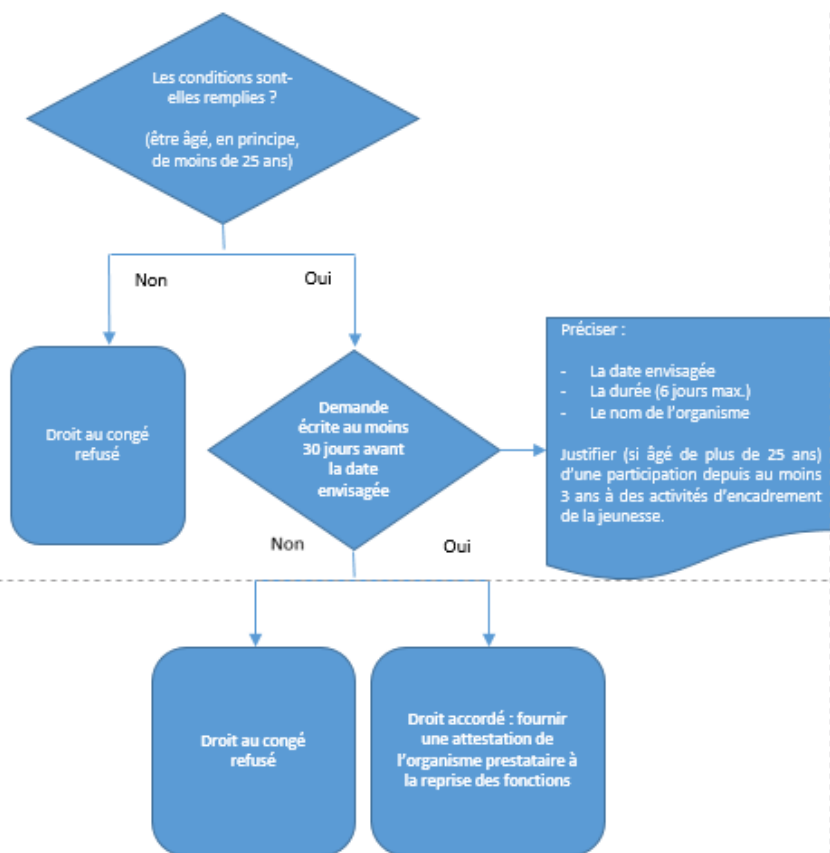 Les conditions sont-
elles remplies ?
(être âgé, en principe,
de moins de 25 ans)
Non
Oui
Droit au congé
refusé
Demande
écrite au moins
30 jours avant
la date
envisagée
Préciser :
- La date envisagée
- La durée (6 jours max.)
- Le nom de l'organisme
Justifier (si âgé de plus de 25 ans)
d'une participation depuis au moins
3 ans à des activités d'encadrement
de la jeunesse.
Non
Oui
Droit au congé
refusé
Droit accordé : fournir
une attestation de
l'organisme prestataire à
la reprise des fonctions